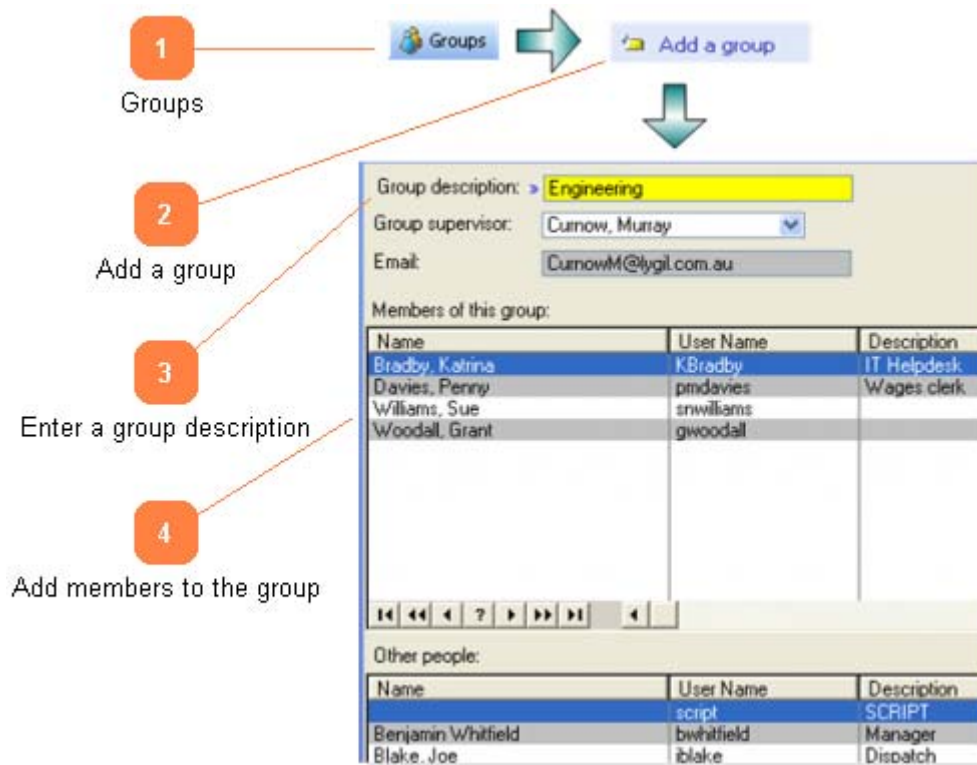 1
Groups
Groups
Add a group
2
Add a group
3
Enter a group description
4
Add members to the group
Group description: » Engineering
Group supervisor: Curnow, Murray
Email: CurnowM@lygil.com.au
Members of this group:
Name User Name Description
Bradby, Katrina KBradby IT Helpdesk
Davies, Penny pmdavies Wages clerk
Williams, Sue snwilliams
Woodall, Grant gwoodall
?
Other people:
Name User Name Description
script SCRIPT
Benjamin Whitfield bwhitfield Manager
Blake, Joe jblake Dispatch